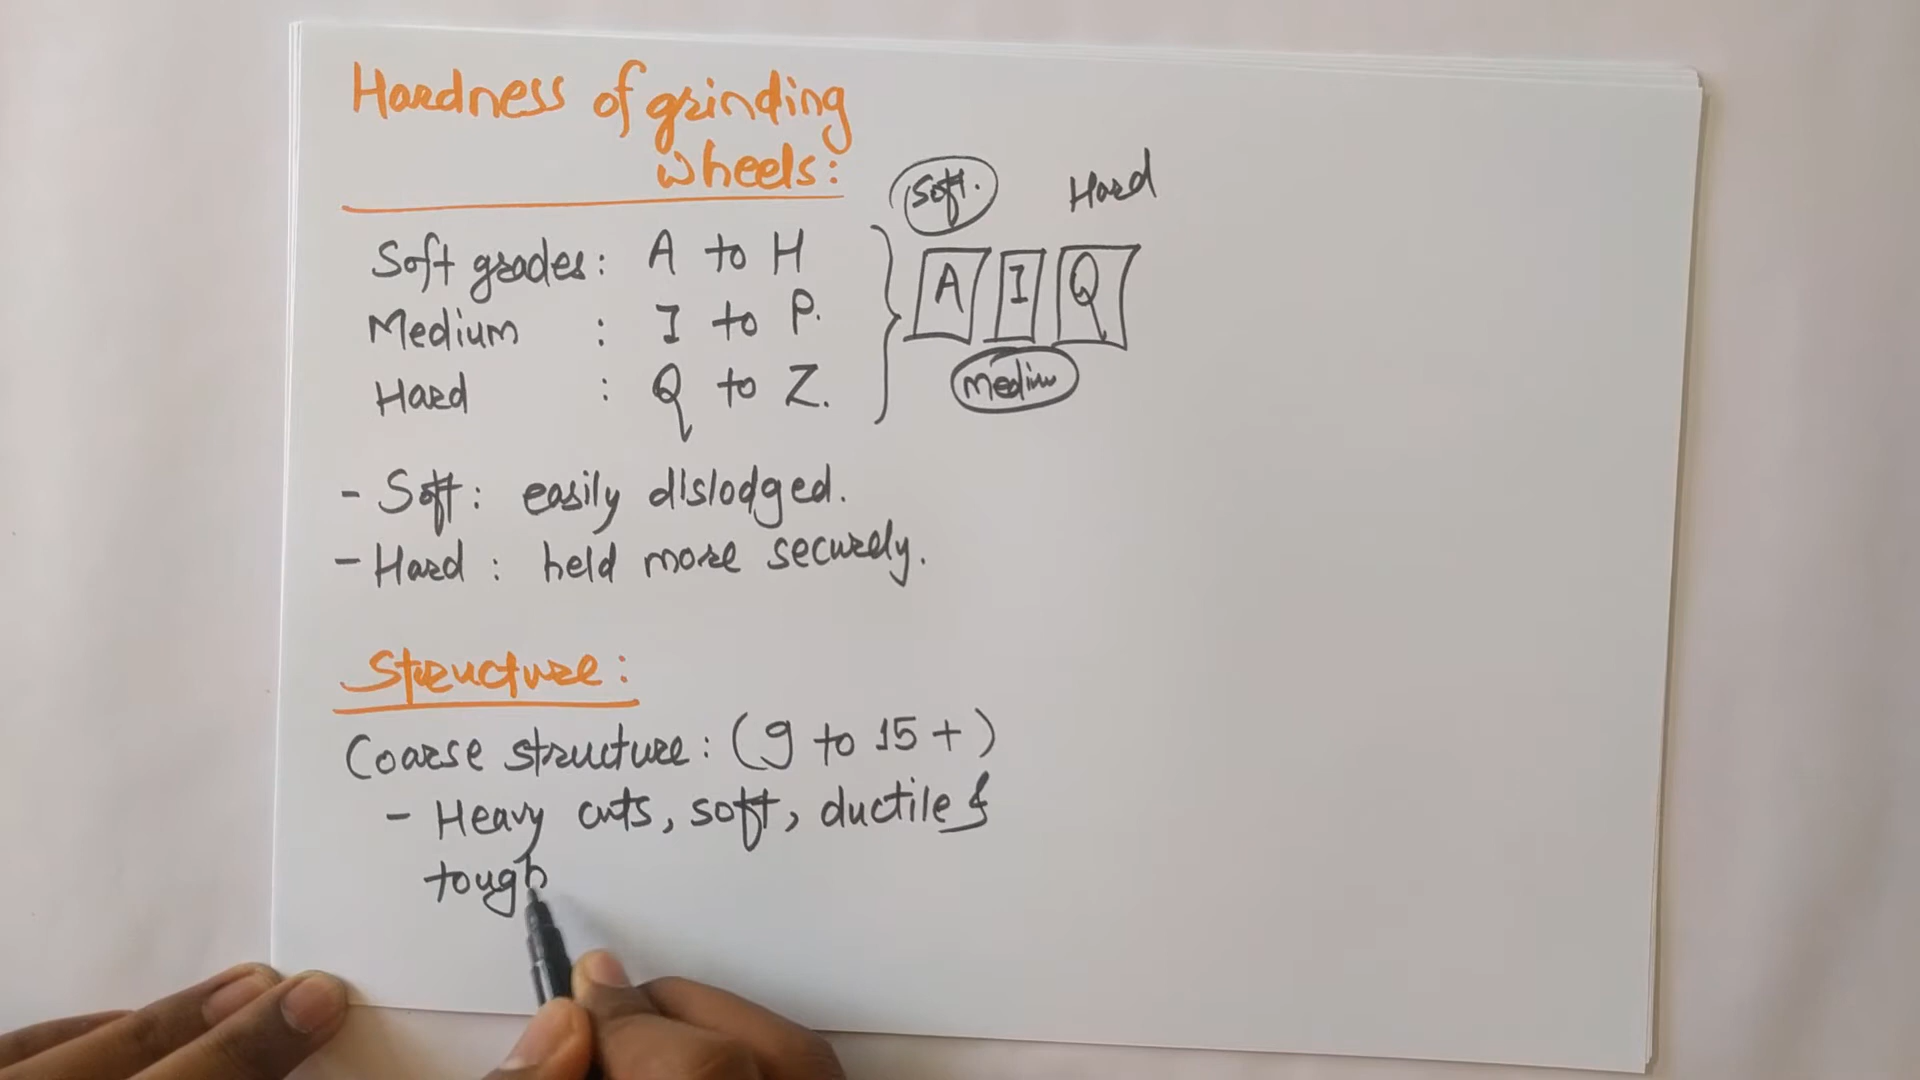 Hardness of grinding
wheels:
Soft grades: A to H
Medium : I to P.
Hard : Q to Z.
Soft. Hard
A I Q
Medium
- Soft: easily dislodged.
- Hard: held more securely.
Structure:
Coarse structure: (9 to 15+)
- Heavy cuts, soft, ductile &
tough